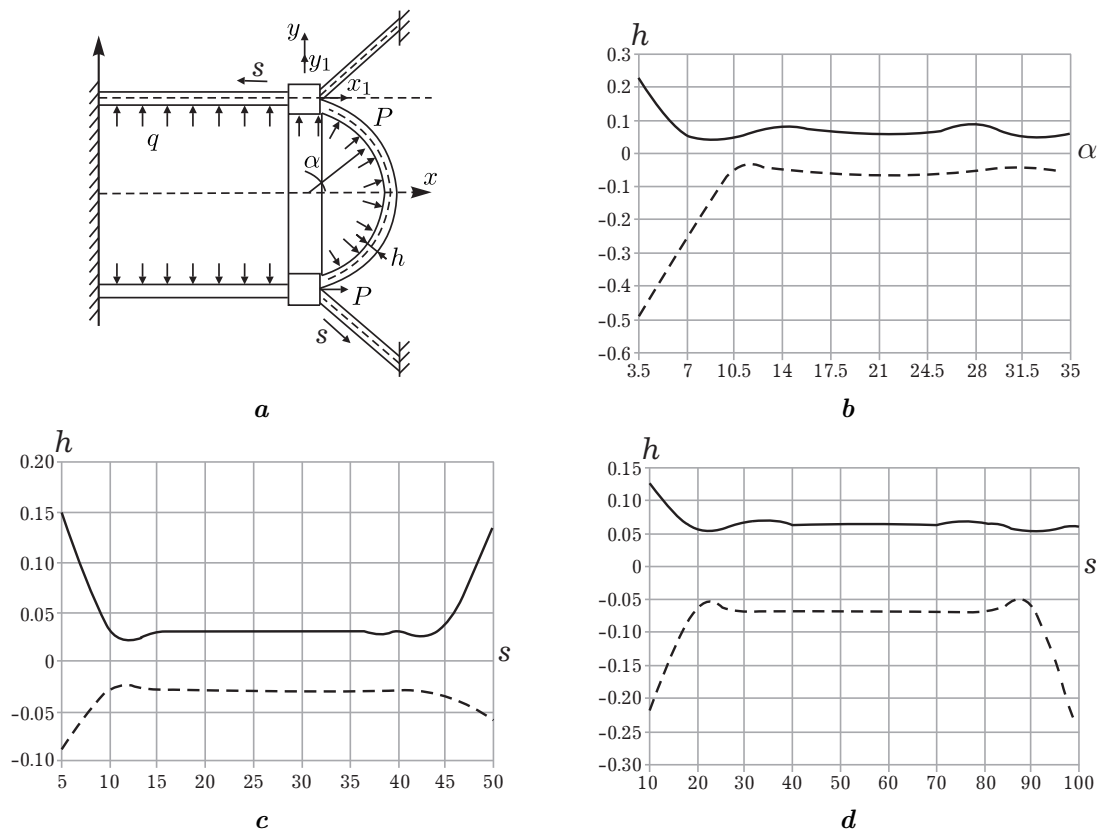 y
s
y₁
x₁
P
q
α
x
h
P
s
a
h
0.3
0.2
0.1
0
-0.1
-0.2
-0.3
-0.4
-0.5
-0.6
α
3.5 7 10.5 14 17.5 21 24.5 28 31.5 35
b
h
0.20
0.15
0.10
0.05
0
-0.05
-0.10
s
5 10 15 20 25 30 35 40 45 50
c
h
0.15
0.10
0.05
0
-0.05
-0.10
-0.15
-0.20
-0.25
-0.30
s
10 20 30 40 50 60 70 80 90 100
d